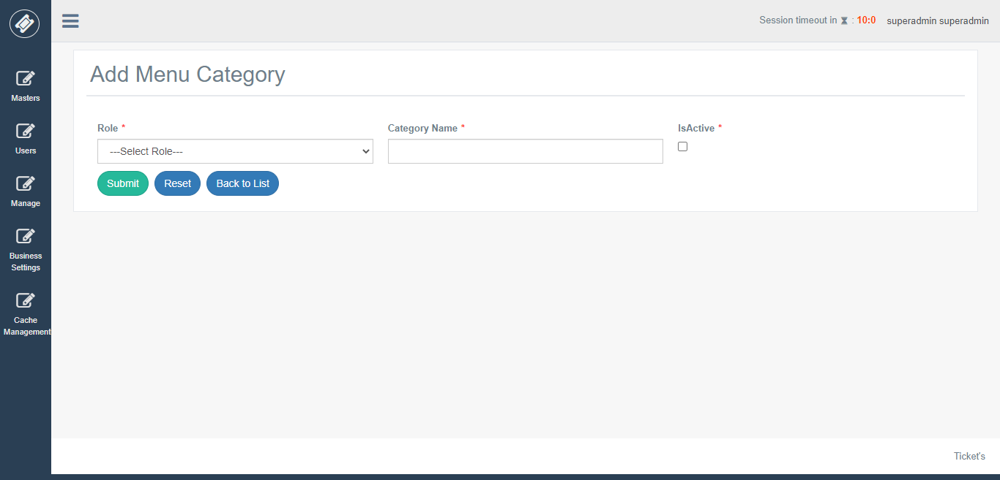 Session timeout in : 10:0 superadmin superadmin
Masters
Users
Manage
Business
Settings
Cache
Management
Add Menu Category
Role * Category Name * IsActive *
---Select Role---
Submit Reset Back to List
Ticket's